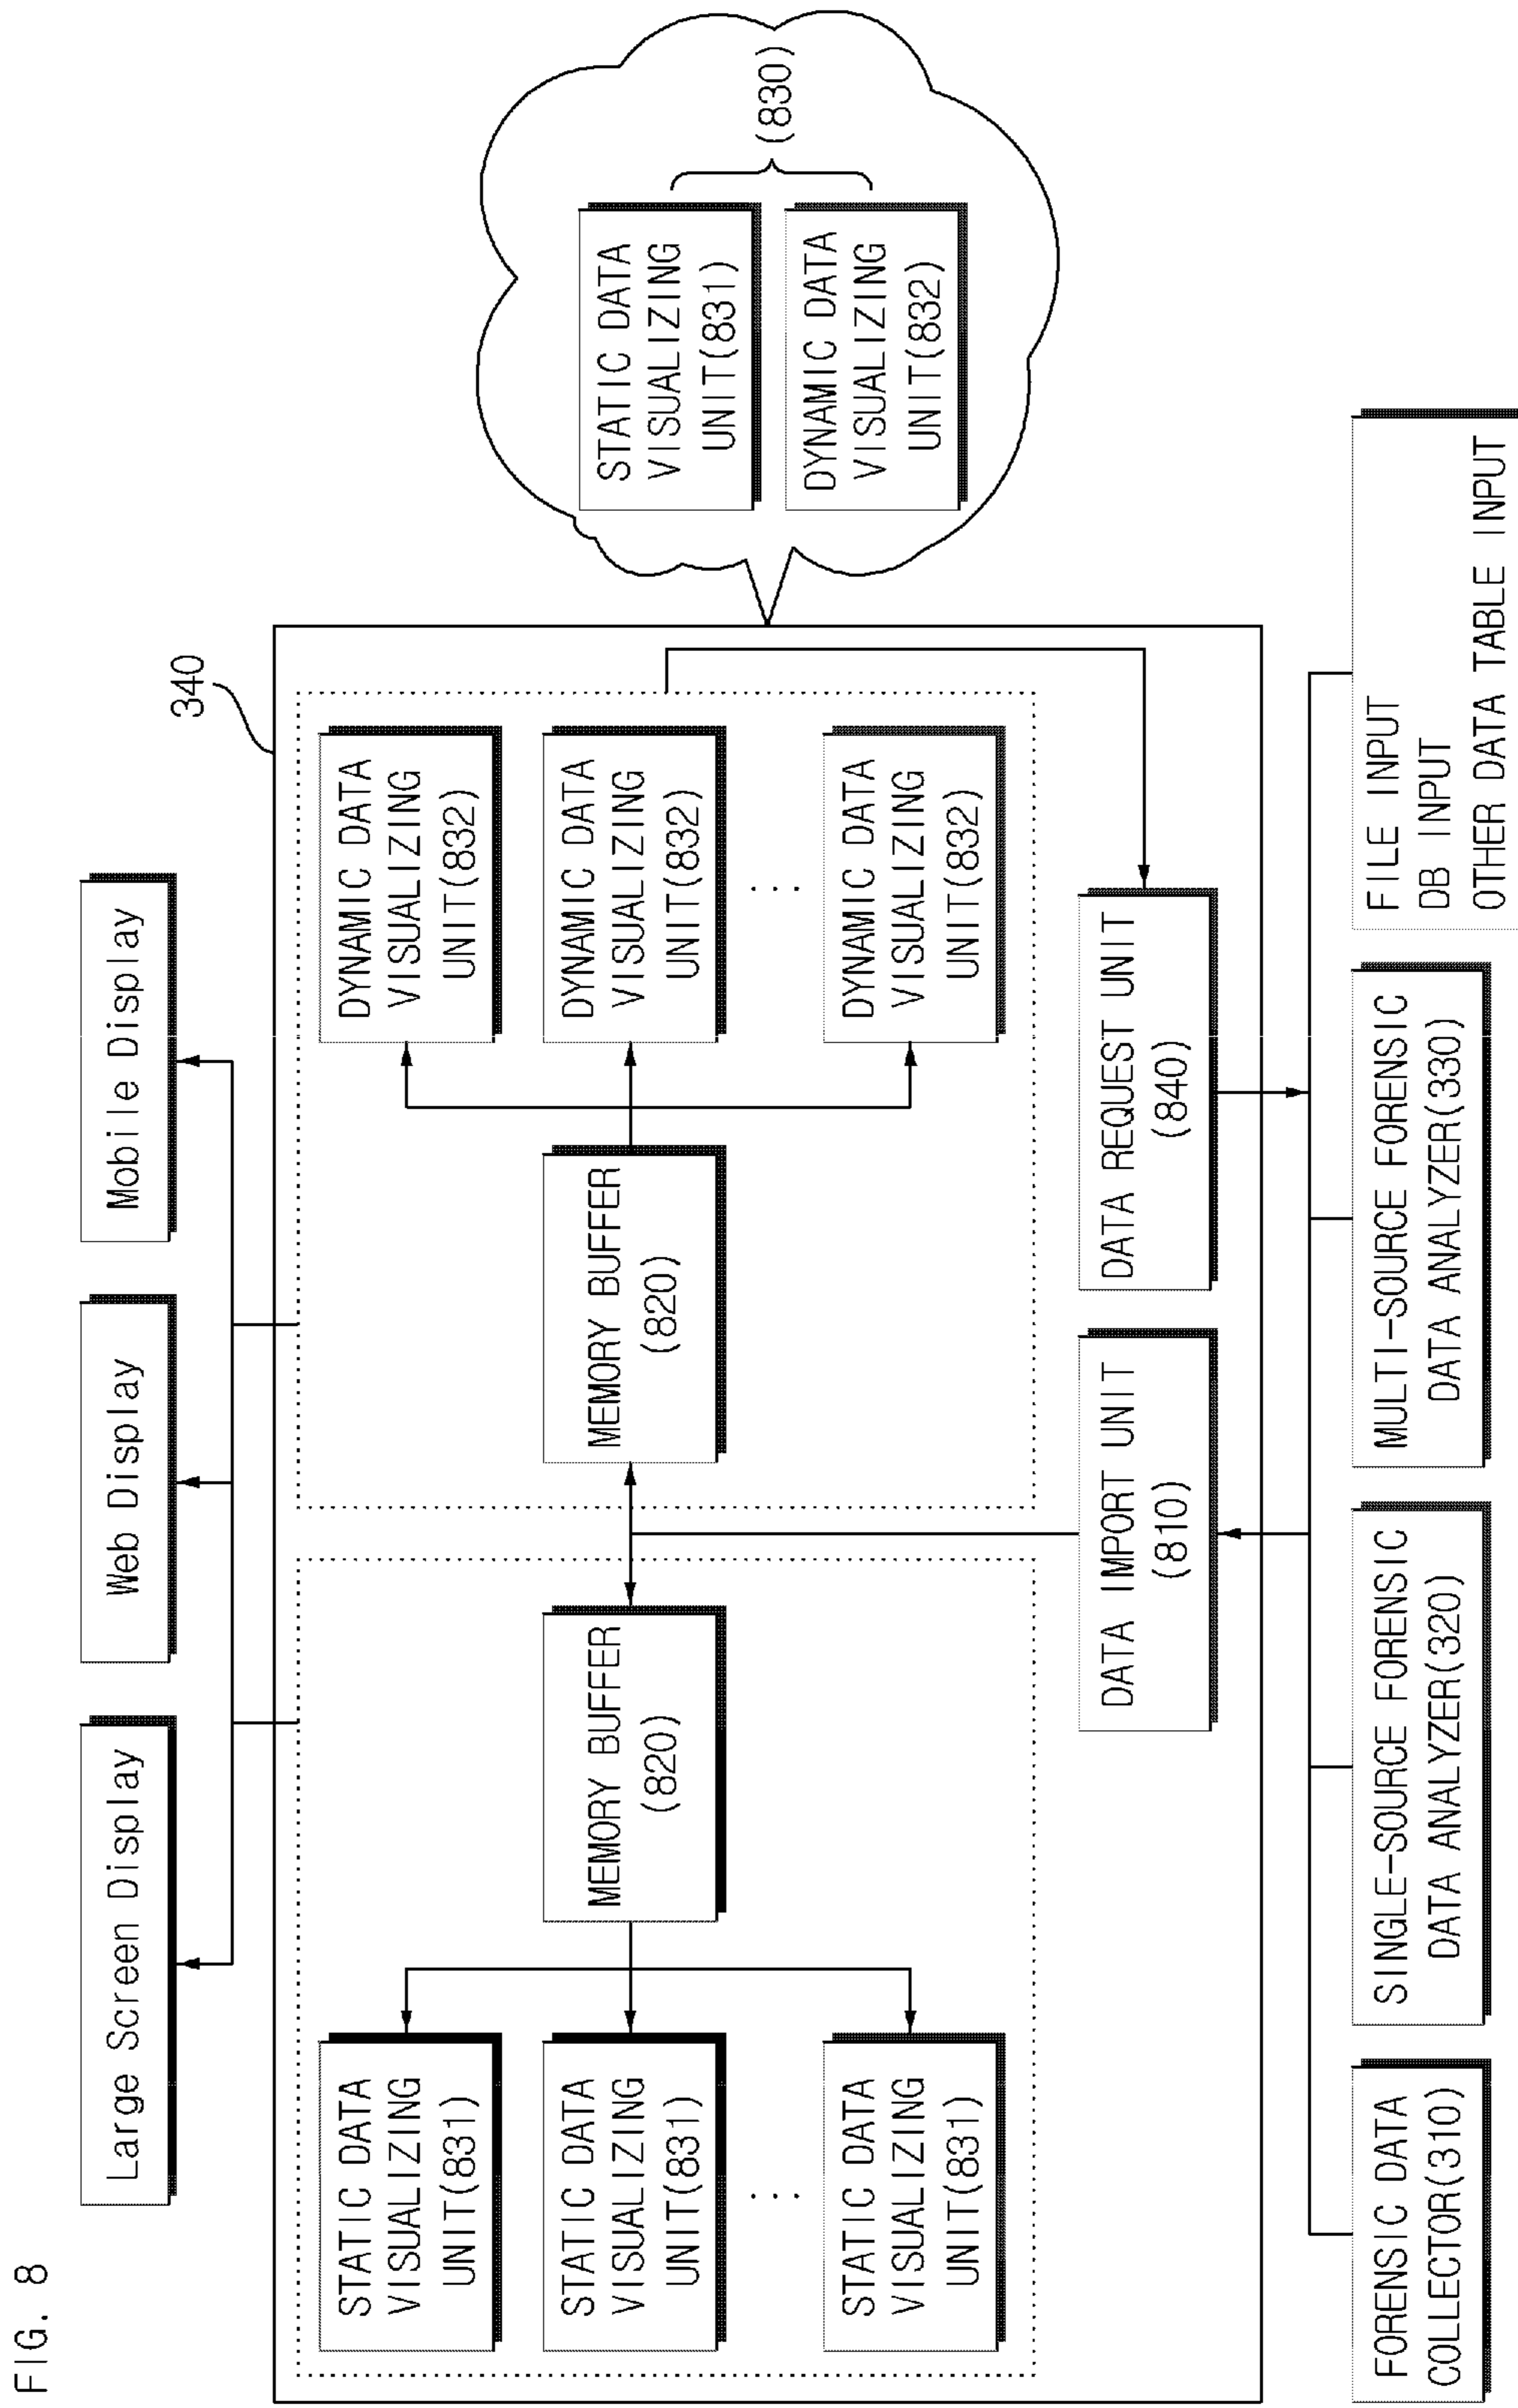 FIG. 8
Large Screen Display
Web Display
Mobile Display
340
STATIC DATA
VISUALIZING
UNIT(831)
STATIC DATA
VISUALIZING
UNIT(831)
...
STATIC DATA
VISUALIZING
UNIT(831)
MEMORY BUFFER
(820)
MEMORY BUFFER
(820)
DYNAMIC DATA
VISUALIZING
UNIT(832)
DYNAMIC DATA
VISUALIZING
UNIT(832)
...
DYNAMIC DATA
VISUALIZING
UNIT(832)
STATIC DATA
VISUALIZING
UNIT(831)
DYNAMIC DATA
VISUALIZING
UNIT(832)
(830)
DATA IMPORT UNIT
(810)
DATA REQUEST UNIT
(840)
FORENSIC DATA
COLLECTOR(310)
SINGLE-SOURCE FORENSIC
DATA ANALYZER(320)
MULTI-SOURCE FORENSIC
DATA ANALYZER(330)
FILE INPUT
DB INPUT
OTHER DATA TABLE INPUT